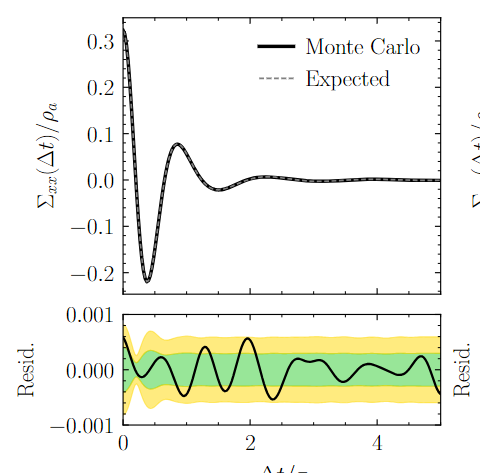 0.3
0.2
0.1
0.0
−0.1
−0.2
Σxx(Δt)/ρa
Monte Carlo
Expected
0.001
0.000
−0.001
Resid.
Resid.
0
2
4